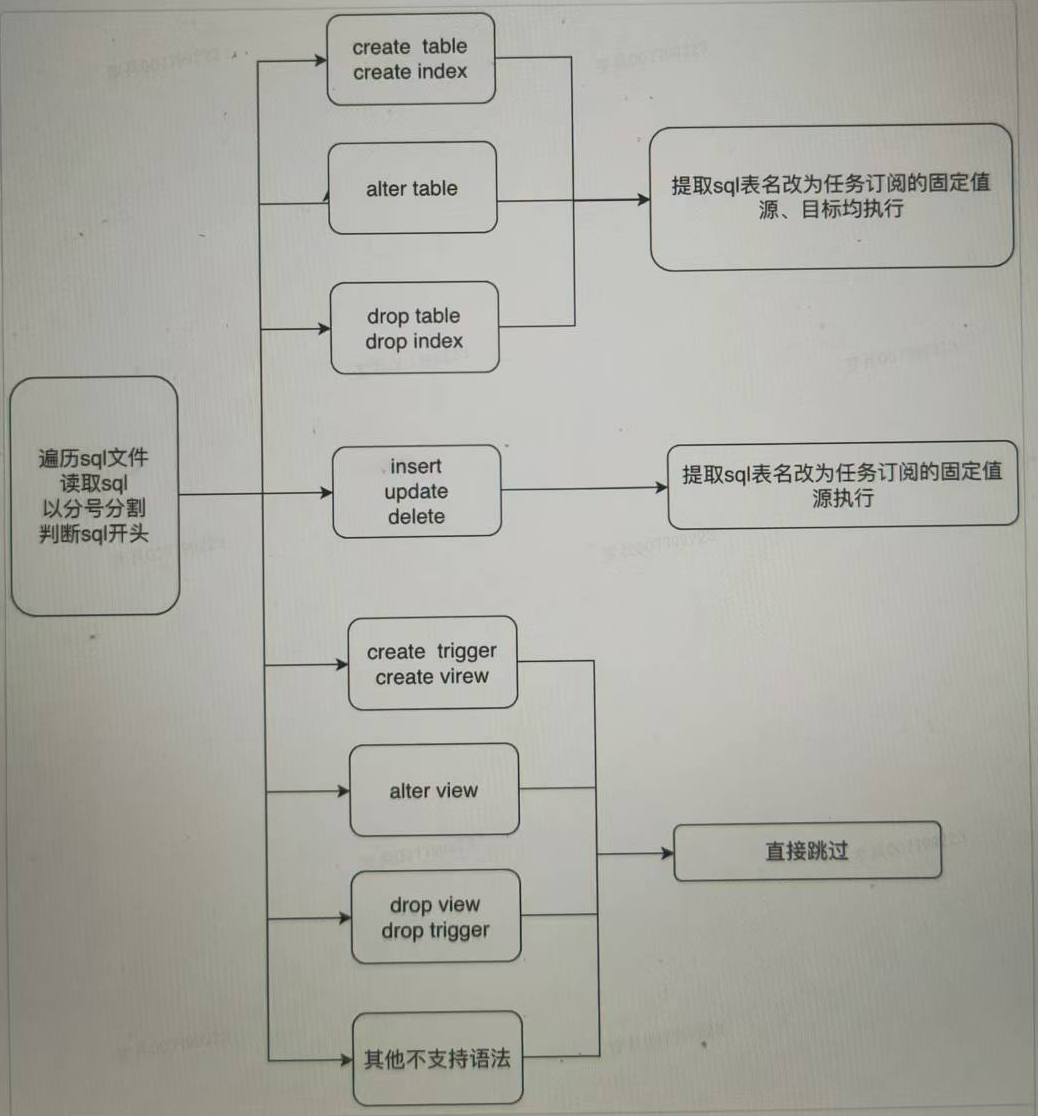 create table
create index
alter table
提取sql表名改为任务订阅的固定值
源、目标均执行
drop table
drop index
遍历sql文件
读取sql
以分号分割
判断sql开头
insert
update
delete
提取sql表名改为任务订阅的固定值
源执行
create trigger
create virew
alter view
直接跳过
drop view
drop trigger
其他不支持语法